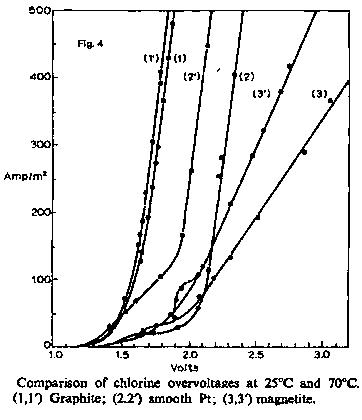 500
Fig. 4
(1') (1)
(2') (2)
(3') (3)
400
300
Amp/m²
200
100
0
1.0 1.5 2.0 2.5 3.0
Volts
Comparison of chlorine overvoltages at 25°C and 70°C.
(1,1') Graphite; (2,2') smooth Pt; (3,3') magnetite.